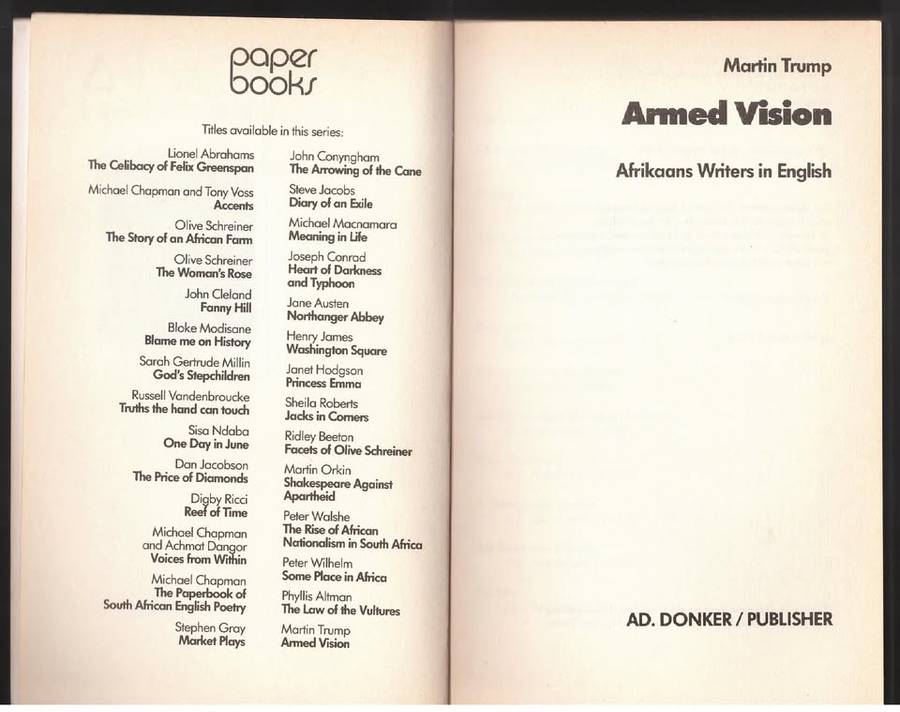 paper
books
Titles available in this series:
Lionel Abrahams
The Celibacy of Felix Greenspan
Michael Chapman and Tony Voss
Accents
Olive Schreiner
The Story of an African Farm
Olive Schreiner
The Woman's Rose
John Cleland
Fanny Hill
Bloke Modisane
Blame me on History
Sarah Gertrude Millin
God's Stepchildren
Russell Vandenbroucke
Truths the hand can touch
Sisa Ndaba
One Day in June
Dan Jacobson
The Price of Diamonds
Digby Ricci
Reef of Time
Michael Chapman
and Achmat Dangor
Voices from Within
Michael Chapman
The Paperbook of
South African English Poetry
Stephen Gray
Market Plays
John Conyngham
The Arrowing of the Cane
Steve Jacobs
Diary of an Exile
Michael Macnamara
Meaning in Life
Joseph Conrad
Heart of Darkness
and Typhoon
Jane Austen
Northanger Abbey
Henry James
Washington Square
Janet Hodgson
Princess Emma
Sheila Roberts
Jacks in Corners
Ridley Beeton
Facets of Olive Schreiner
Martin Orkin
Shakespeare Against
Apartheid
Peter Walshe
The Rise of African
Nationalism in South Africa
Peter Wilhelm
Some Place in Africa
Phyllis Altman
The Law of the Vultures
Martin Trump
Armed Vision
Martin Trump
Armed Vision
Afrikaans Writers in English
AD. DONKER / PUBLISHER